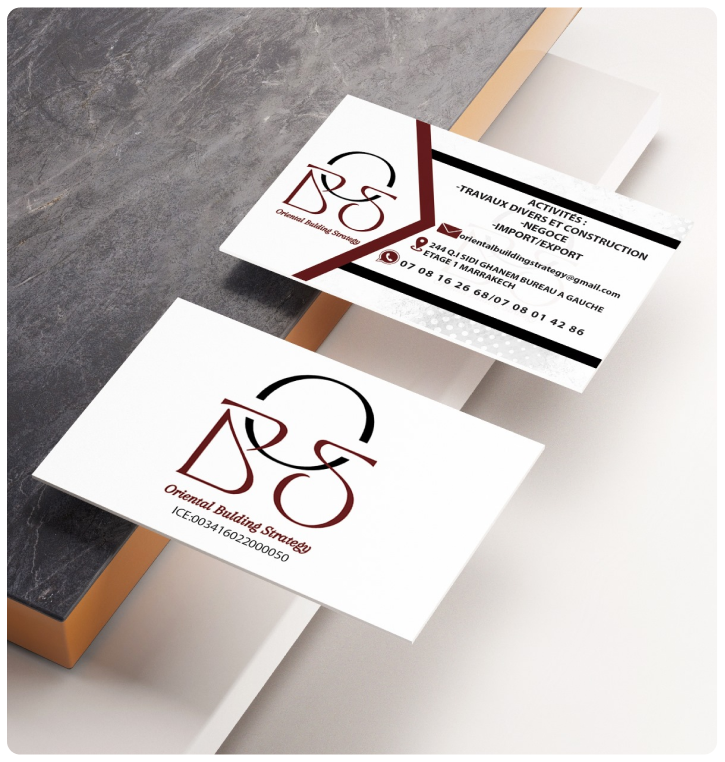 OBS
Oriental Bulding Strategy
ACTIVITÉS :
-TRAVAUX DIVERS ET CONSTRUCTION
-NEGOCE
-IMPORT/EXPORT
orientalbuildingstrategy@gmail.com
244 Q.I SIDI GHANEM BUREAU A GAUCHE
ETAGE 1 MARRAKECH
07 08 16 26 68/07 08 01 42 86
OBS
Oriental Bulding Strategy
ICE:003416022000050